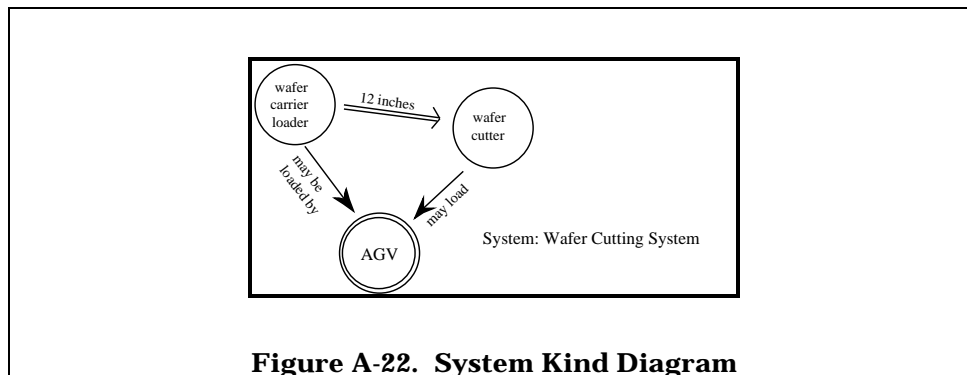 wafer
carrier
loader
12 inches
wafer
cutter
may be
loaded by
may load
AGV
System: Wafer Cutting System
Figure A-22. System Kind Diagram